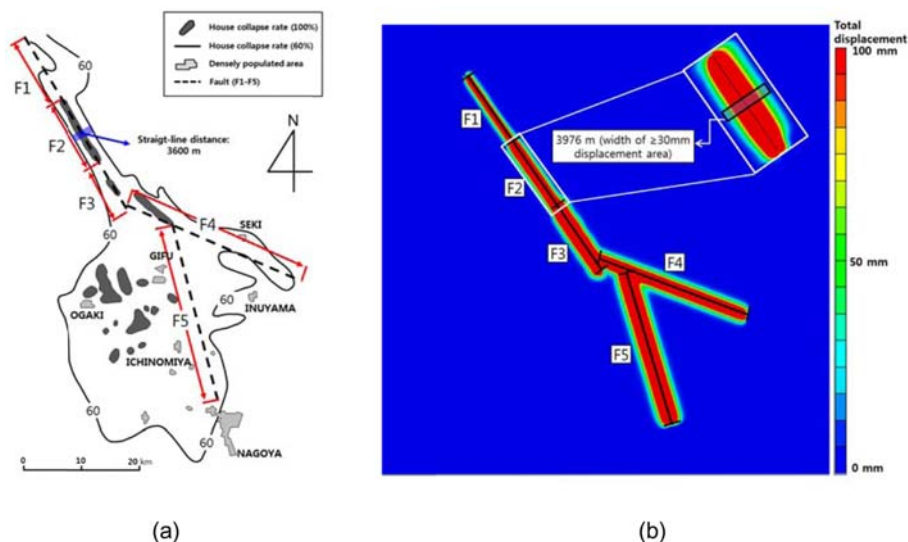 House collapse rate (100%)
House collapse rate (60%)
Densely populated area
Fault (F1-F5)
60
F1
F2
Straigt-line distance:
3600 m
N
F3
F4
SEKI
60
GIFU
60
OGAKI
INUYAMA
F5
ICHINOMIYA
60
60
NAGOYA
0 10 20 km
(a)
Total
displacement
100 mm
F1
3976 m (width of ≥30mm
displacement area)
F2
F3
F4
50 mm
F5
0 mm
(b)